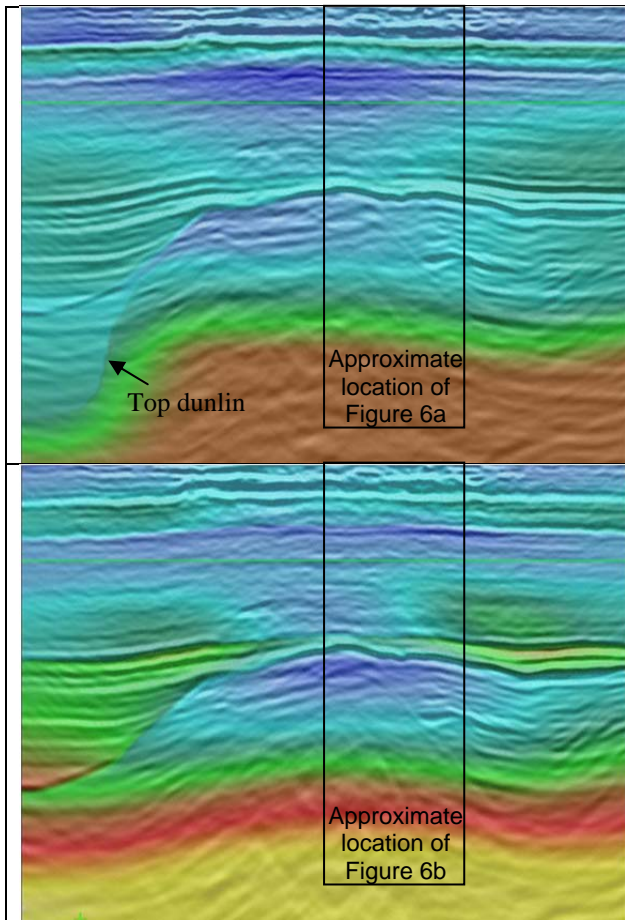 Approximate
location of
Figure 6a
Top dunlin
Approximate
location of
Figure 6b